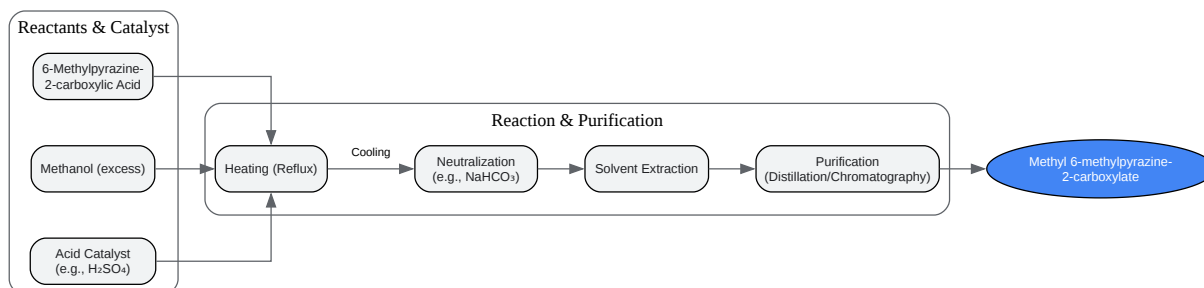 Reactants & Catalyst
6-Methylpyrazine-
2-carboxylic Acid
Methanol (excess)
Acid Catalyst
(e.g., H₂SO₄)
Reaction & Purification
Heating (Reflux)
Cooling
Neutralization
(e.g., NaHCO₃)
Solvent Extraction
Purification
(Distillation/Chromatography)
Methyl 6-methylpyrazine-
2-carboxylate